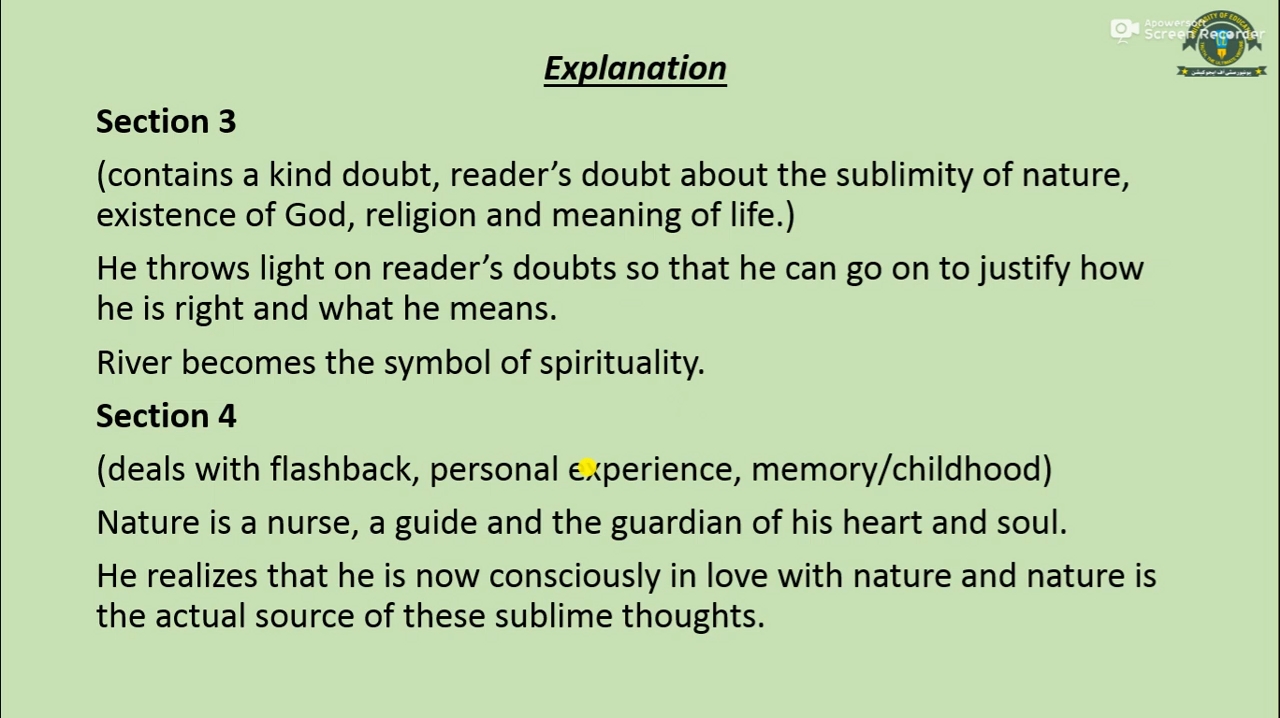 Apowersoft
Screen Recorder
Explanation
Section 3
(contains a kind doubt, reader’s doubt about the sublimity of nature,
existence of God, religion and meaning of life.)
He throws light on reader’s doubts so that he can go on to justify how
he is right and what he means.
River becomes the symbol of spirituality.
Section 4
(deals with flashback, personal experience, memory/childhood)
Nature is a nurse, a guide and the guardian of his heart and soul.
He realizes that he is now consciously in love with nature and nature is
the actual source of these sublime thoughts.